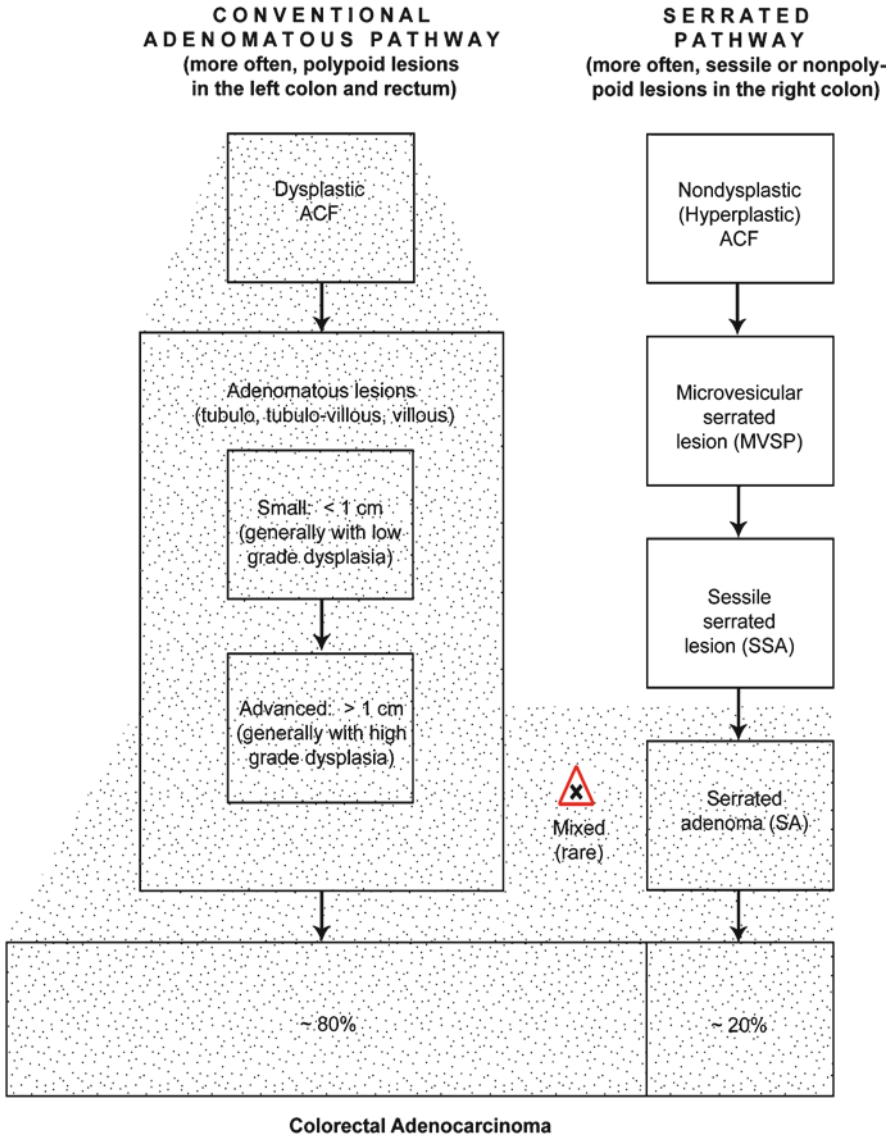 CONVENTIONAL
ADENOMATOUS PATHWAY
(more often, polypoid lesions
in the left colon and rectum)
SERRATED
PATHWAY
(more often, sessile or nonpoly-
poid lesions in the right colon)
Dysplastic
ACF
Nondysplastic
(Hyperplastic)
ACF
Adenomatous lesions
(tubulo, tubulo-villous, villous)
Microvesicular
serrated
lesion (MVSP)
Small: < 1 cm
(generally with low
grade dysplasia)
Sessile
serrated
lesion (SSA)
Advanced: > 1 cm
(generally with high
grade dysplasia)
x
Mixed
(rare)
Serrated
adenoma (SA)
~ 80%
~ 20%
Colorectal Adenocarcinoma